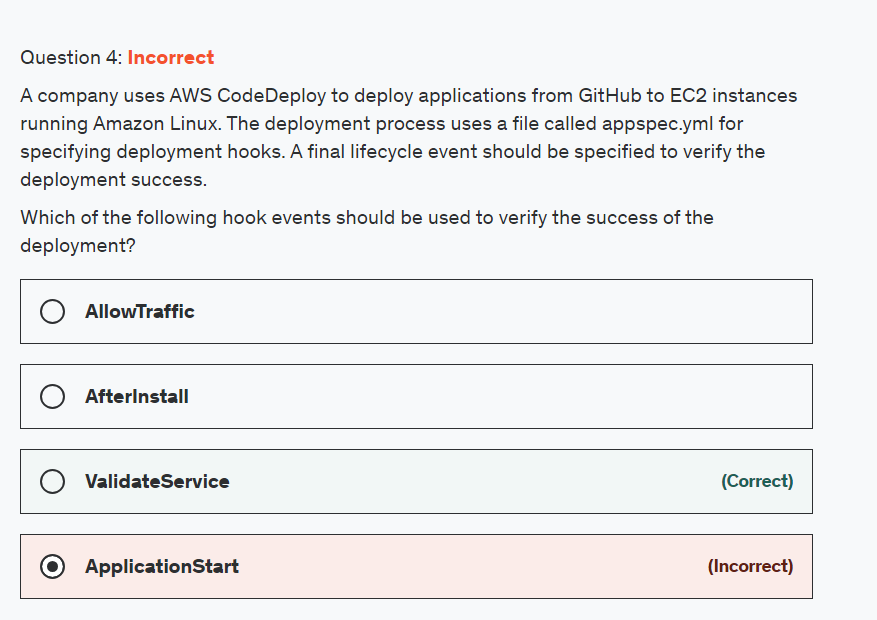 Question 4: Incorrect
A company uses AWS CodeDeploy to deploy applications from GitHub to EC2 instances
running Amazon Linux. The deployment process uses a file called appspec.yml for
specifying deployment hooks. A final lifecycle event should be specified to verify the
deployment success.
Which of the following hook events should be used to verify the success of the
deployment?
AllowTraffic
AfterInstall
ValidateService (Correct)
ApplicationStart (Incorrect)